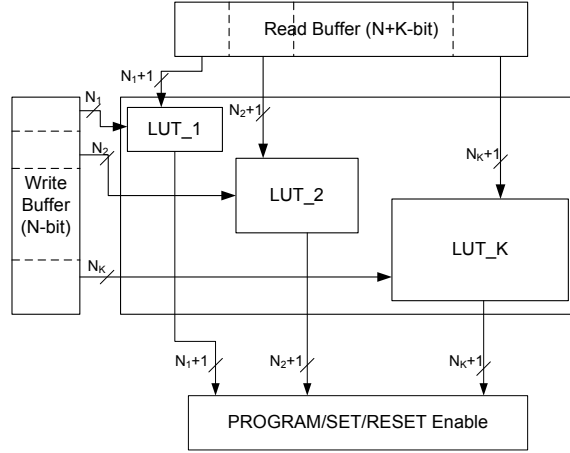 Read Buffer (N+K-bit)
N1+1
N2+1
NK+1
N1
N2
NK
Write
Buffer
(N-bit)
LUT_1
LUT_2
LUT_K
N1+1
N2+1
NK+1
PROGRAM/SET/RESET Enable